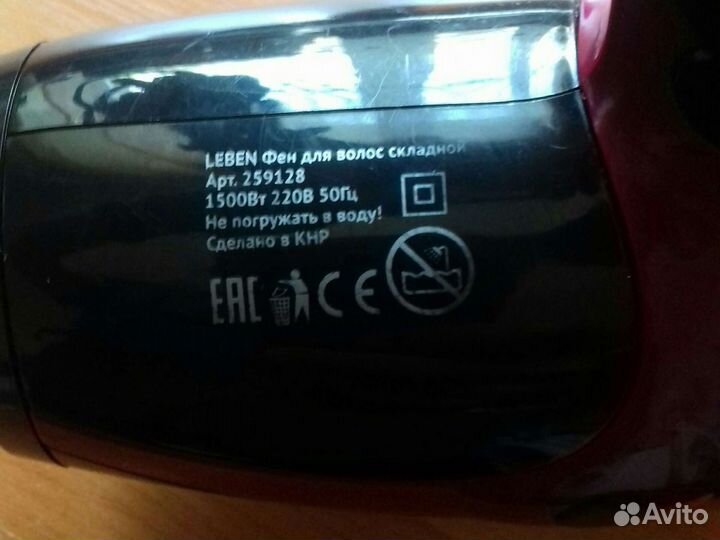 LEBEN Фен для волос складной
Арт. 259128
1500Вт 220В 50Гц
Не погружать в воду!
Сделано в КНР
EAC CE
Avito